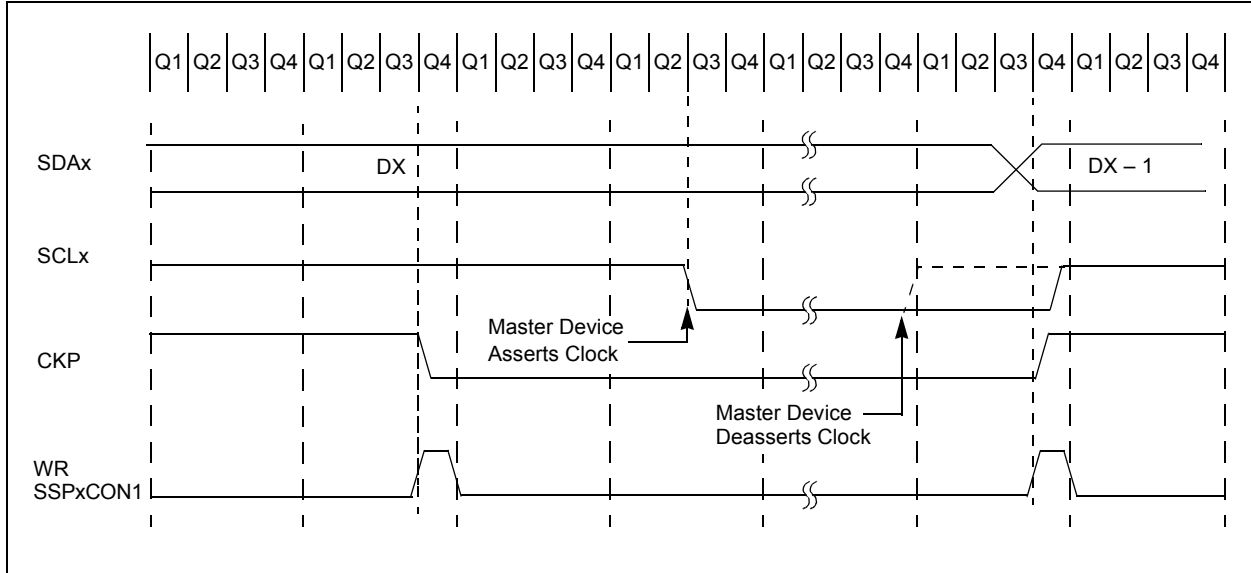 Q1 Q2 Q3 Q4 Q1 Q2 Q3 Q4 Q1 Q2 Q3 Q4 Q1 Q2 Q3 Q4 Q1 Q2 Q3 Q4 Q1 Q2 Q3 Q4 Q1 Q2 Q3 Q4
SDAx
DX
DX – 1
SCLx
Master Device
Asserts Clock
CKP
Master Device
Deasserts Clock
WR
SSPxCON1